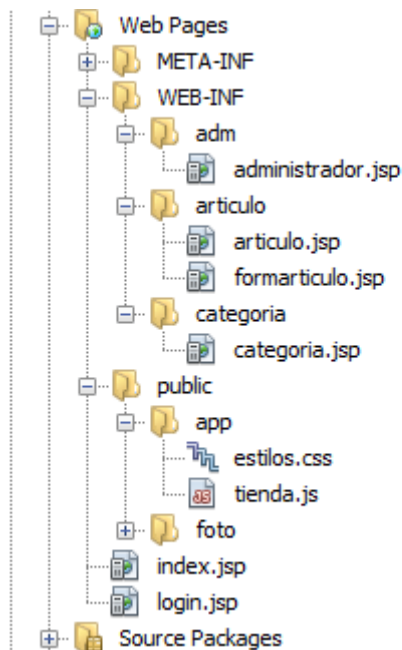 Web Pages
META-INF
WEB-INF
adm
administrador.jsp
articulo
articulo.jsp
formarticulo.jsp
categoria
categoria.jsp
public
app
estilos.css
JS tienda.js
foto
index.jsp
login.jsp
Source Packages